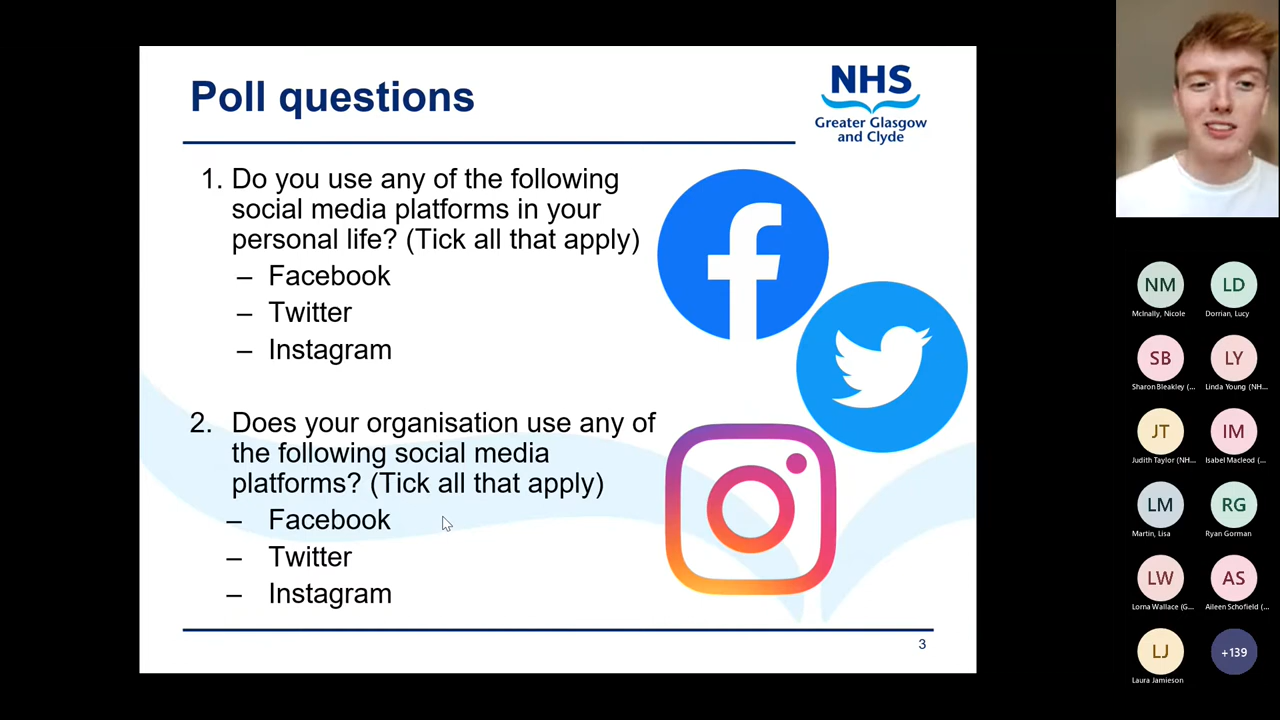 Poll questions
NHS
Greater Glasgow
and Clyde
1. Do you use any of the following
social media platforms in your
personal life? (Tick all that apply)
– Facebook
– Twitter
– Instagram
2. Does your organisation use any of
the following social media
platforms? (Tick all that apply)
– Facebook
– Twitter
– Instagram
3
NM
LD
McInally, Nicole
Dorrian, Lucy
SB
LY
Sharon Bleakley (...
Linda Young (NH...
JT
IM
Judith Taylor (NH...
Isabel Macleod (...
LM
RG
Martin, Lisa
Ryan Gorman
LW
AS
Lorna Wallace (G...
Aileen Schofield (...
LJ
+139
Laura Jamieson